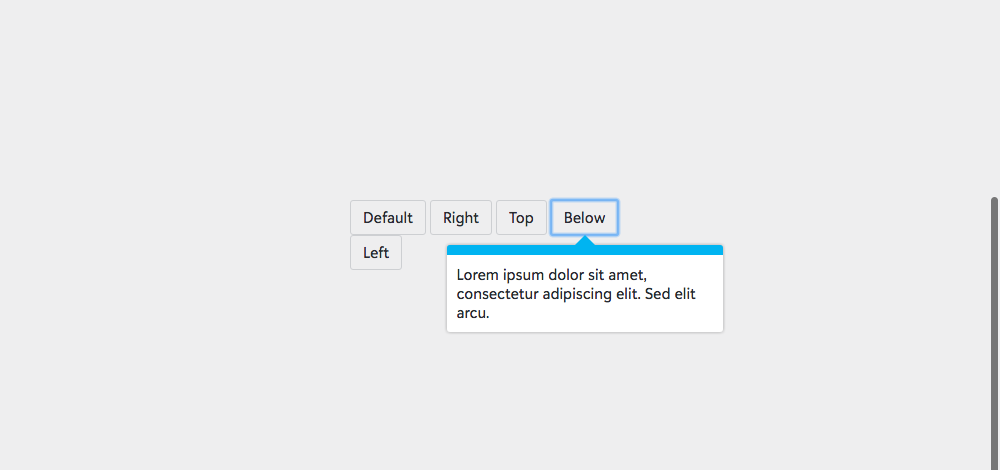 Default Right Top Below
Left
Lorem ipsum dolor sit amet,
consectetur adipiscing elit. Sed elit
arcu.